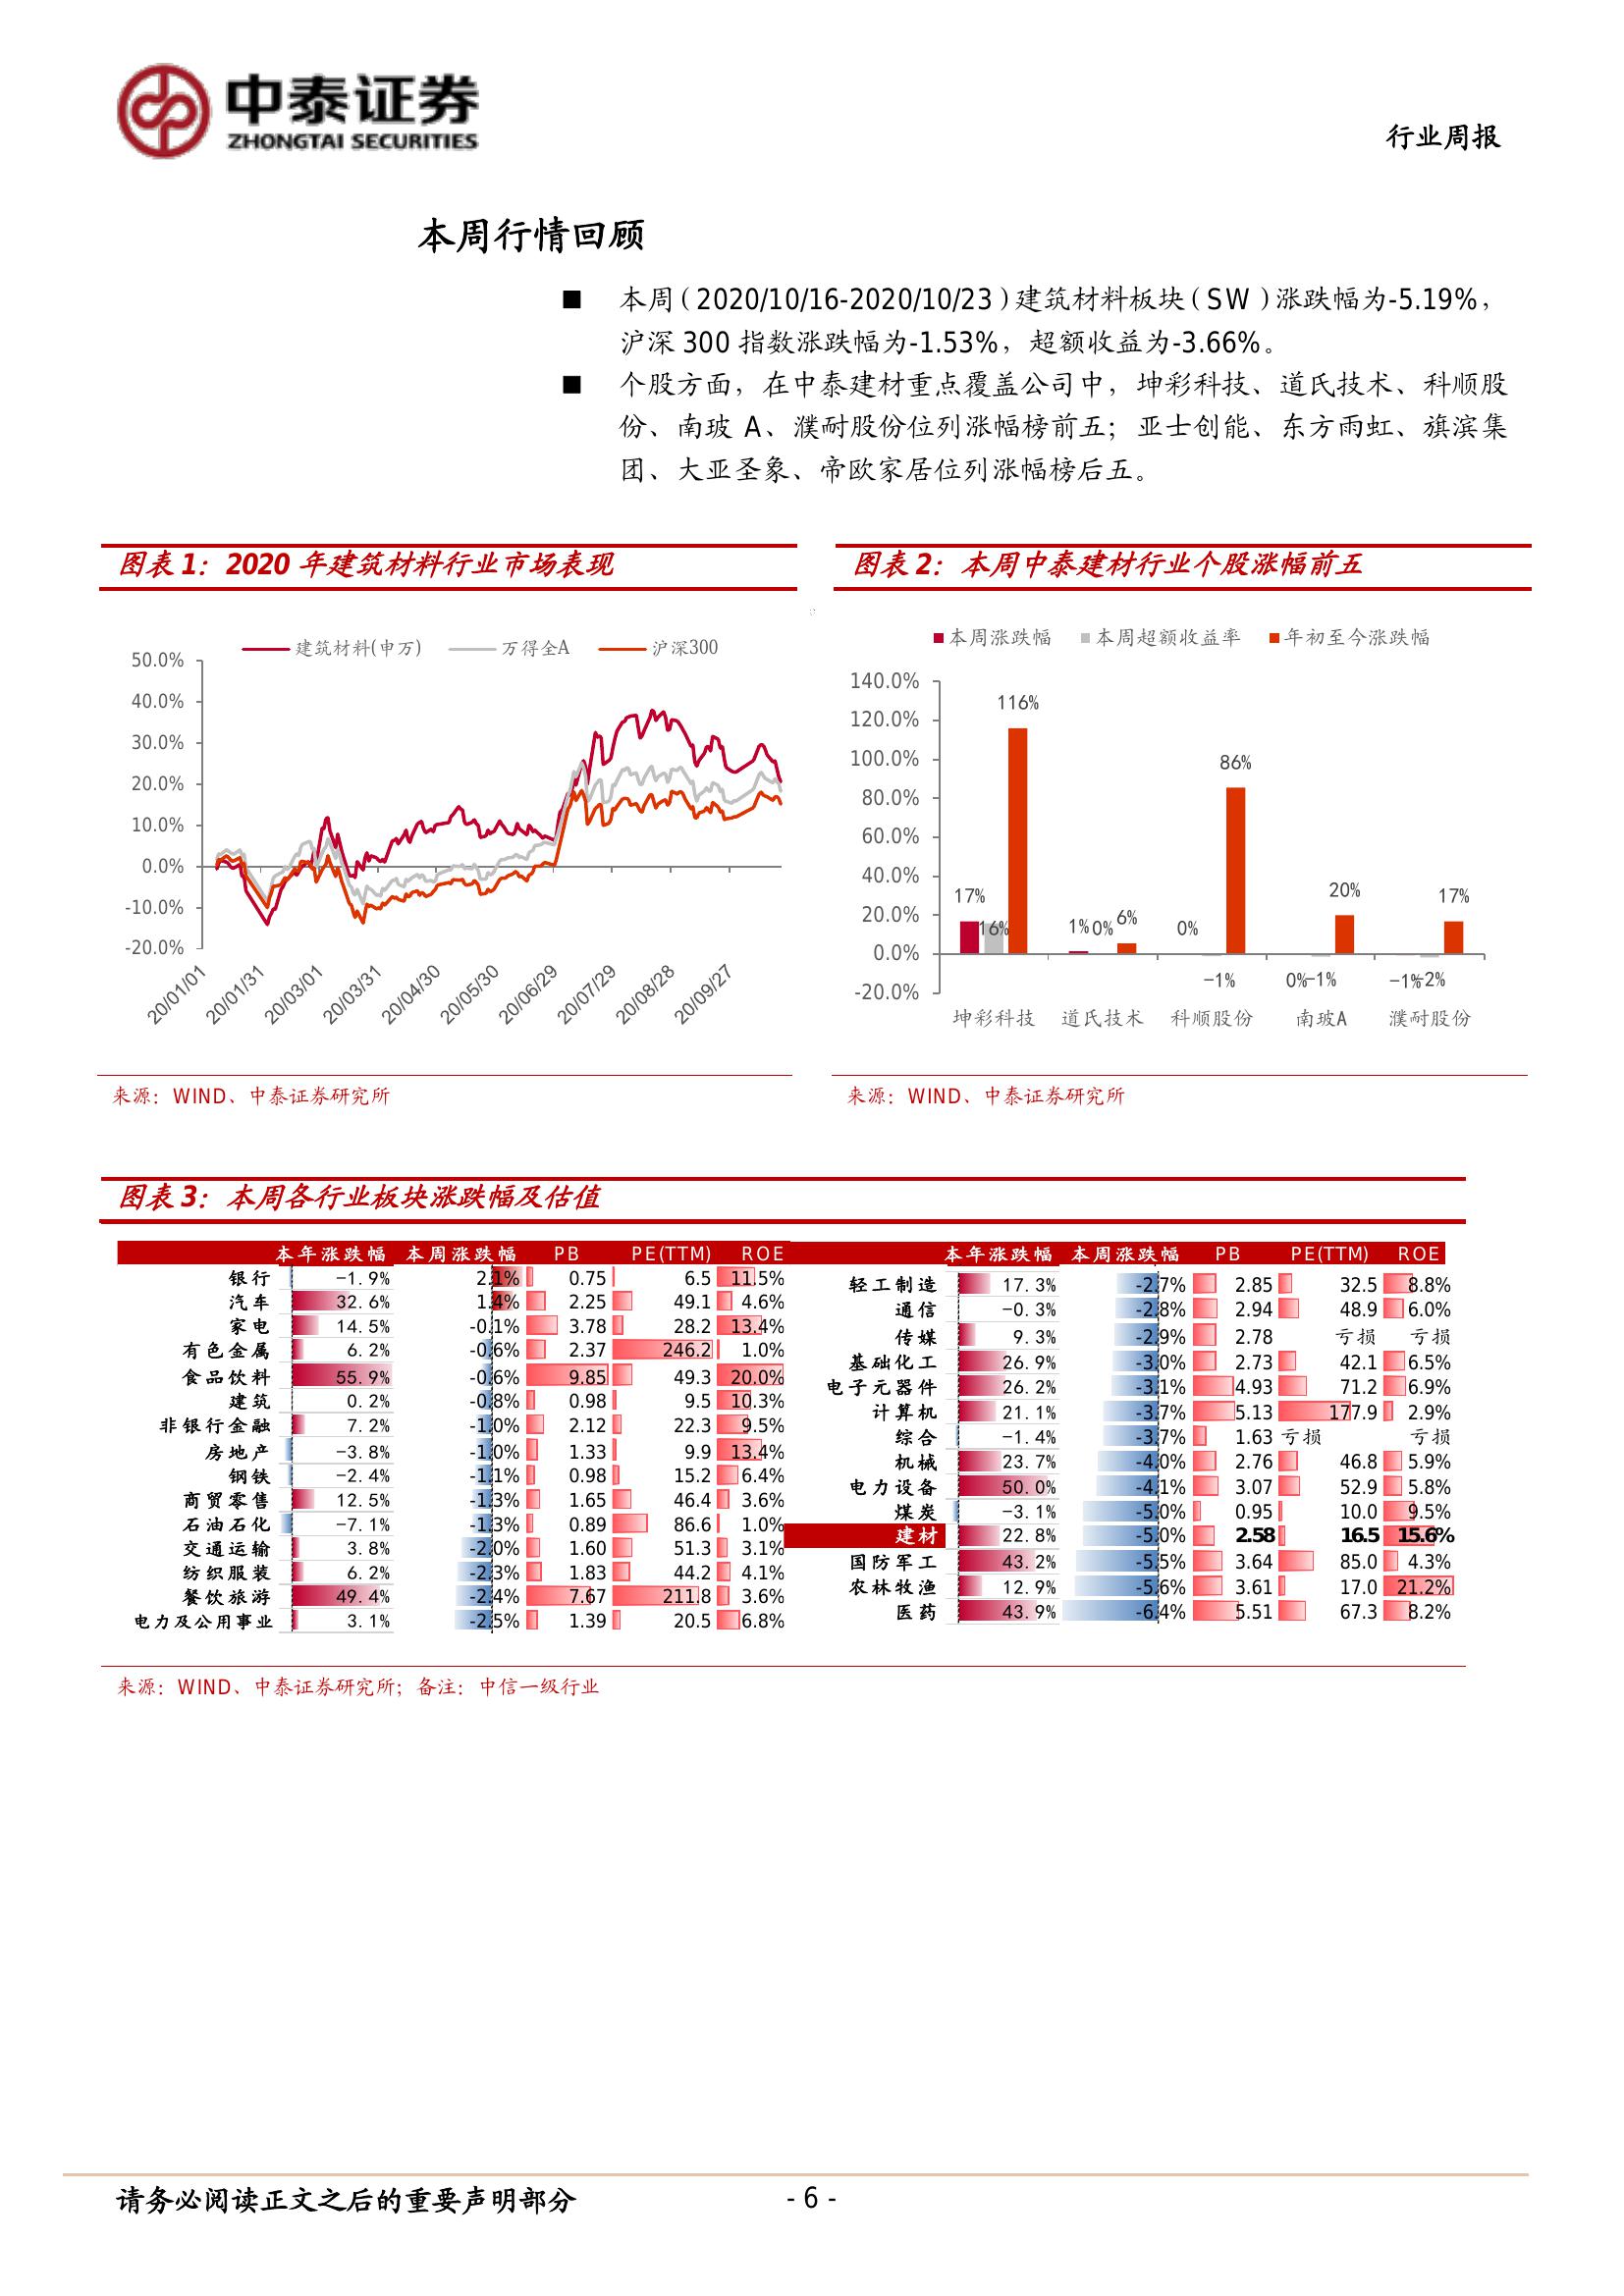 中泰证券
ZHONGTAI SECURITIES
行业周报
本周行情回顾
■ 本周（2020/10/16-2020/10/23）建筑材料板块（SW）涨跌幅为-5.19%，
沪深 300 指数涨跌幅为-1.53%，超额收益为-3.66%。
■ 个股方面，在中泰建材重点覆盖公司中，坤彩科技、道氏技术、科顺股
份、南玻 A、濮耐股份位列涨幅榜前五；亚士创能、东方雨虹、旗滨集
团、大亚圣象、帝欧家居位列涨幅榜后五。
图表 1：2020 年建筑材料行业市场表现
建筑材料(申万) 万得全A 沪深300
50.0%
40.0%
30.0%
20.0%
10.0%
0.0%
-10.0%
-20.0%
20/01/01 20/01/31 20/03/01 20/03/31 20/04/30 20/05/30 20/06/29 20/07/29 20/08/28 20/09/27
来源：WIND、中泰证券研究所
图表 2：本周中泰建材行业个股涨幅前五
本周涨跌幅 本周超额收益率 年初至今涨跌幅
140.0%
120.0%
100.0%
80.0%
60.0%
40.0%
20.0%
0.0%
-20.0%
17% 16% 116%
1% 0% 6%
0% −1% 86%
0% −1% 20%
−1% −2% 17%
坤彩科技 道氏技术 科顺股份 南玻A 濮耐股份
来源：WIND、中泰证券研究所
图表 3：本周各行业板块涨跌幅及估值
本年涨跌幅 本周涨跌幅 PB PE(TTM) ROE
银行 −1.9% 2.1% 0.75 6.5 11.5%
汽车 32.6% 1.4% 2.25 49.1 4.6%
家电 14.5% -0.1% 3.78 28.2 13.4%
有色金属 6.2% -0.6% 2.37 246.2 1.0%
食品饮料 55.9% -0.6% 9.85 49.3 20.0%
建筑 0.2% -0.8% 0.98 9.5 10.3%
非银行金融 7.2% -1.0% 2.12 22.3 9.5%
房地产 −3.8% -1.0% 1.33 9.9 13.4%
钢铁 −2.4% -1.1% 0.98 15.2 6.4%
商贸零售 12.5% -1.3% 1.65 46.4 3.6%
石油石化 −7.1% -1.3% 0.89 86.6 1.0%
交通运输 3.8% -2.0% 1.60 51.3 3.1%
纺织服装 6.2% -2.3% 1.83 44.2 4.1%
餐饮旅游 49.4% -2.4% 7.67 211.8 3.6%
电力及公用事业 3.1% -2.5% 1.39 20.5 6.8%
本年涨跌幅 本周涨跌幅 PB PE(TTM) ROE
轻工制造 17.3% -2.7% 2.85 32.5 8.8%
通信 −0.3% -2.8% 2.94 48.9 6.0%
传媒 9.3% -2.9% 2.78 亏损 亏损
基础化工 26.9% -3.0% 2.73 42.1 6.5%
电子元器件 26.2% -3.1% 4.93 71.2 6.9%
计算机 21.1% -3.7% 5.13 177.9 2.9%
综合 −1.4% -3.7% 1.63 亏损 亏损
机械 23.7% -4.0% 2.76 46.8 5.9%
电力设备 50.0% -4.1% 3.07 52.9 5.8%
煤炭 −3.1% -5.0% 0.95 10.0 9.5%
建材 22.8% -5.0% 2.58 16.5 15.6%
国防军工 43.2% -5.5% 3.64 85.0 4.3%
农林牧渔 12.9% -5.6% 3.61 17.0 21.2%
医药 43.9% -6.4% 5.51 67.3 8.2%
来源：WIND、中泰证券研究所；备注：中信一级行业
请务必阅读正文之后的重要声明部分
- 6 -